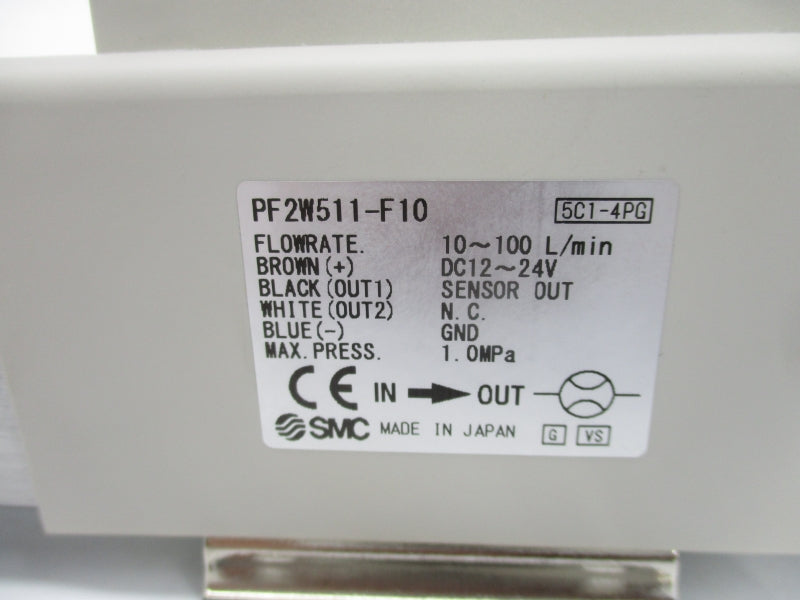 PF2W511-F10 5C1-4PG
FLOWRATE. 10～100 L/min
BROWN(+) DC12～24V
BLACK(OUT1) SENSOR OUT
WHITE(OUT2) N.C.
BLUE(-) GND
MAX.PRESS. 1.0MPa
CE IN OUT
SMC MADE IN JAPAN G VS